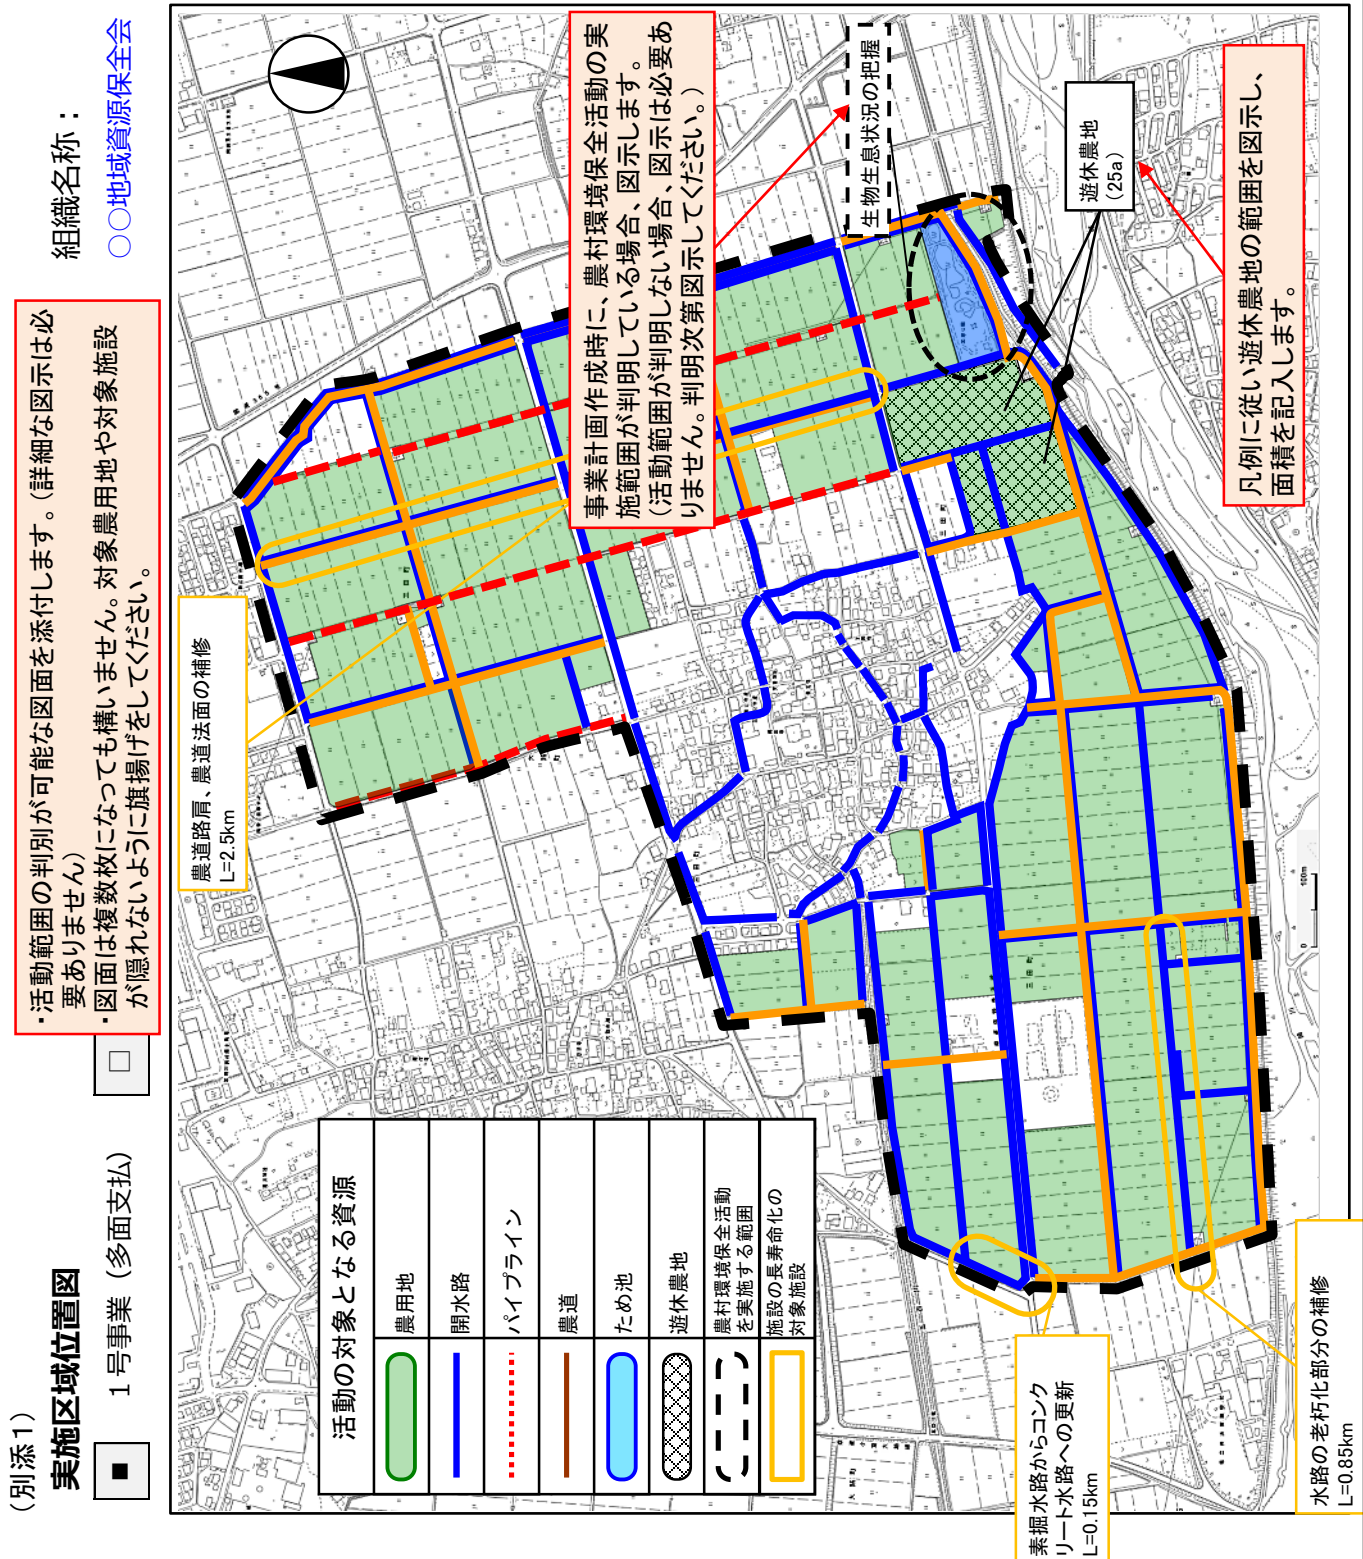 （別添１）
実施区域位置図
■
１号事業（多面支払）
□
・活動範囲の判別が可能な図面を添付します。（詳細な図示は必
要ありません）
・図面は複数枚になっても構いません。対象農用地や対象施設
が隠れないように旗揚げをしてください。
組織名称：
○○地域資源保全会
農道路肩、農道法面の補修
L=2.5km
事業計画作成時に、農村環境保全活動の実
施範囲が判明している場合、図示します。
（活動範囲が判明しない場合、図示は必要あ
りません。判明次第図示してください。）
生物生息状況の把握
遊休農地
（25a）
凡例に従い遊休農地の範囲を図示し、
面積を記入します。
活動の対象となる資源
農用地
開水路
パイプライン
農道
ため池
遊休農地
農村環境保全活動
を実施する範囲
施設の長寿命化の
対象施設
素掘水路からコンク
リート水路への更新
L=0.15km
水路の老朽化部分の補修
L=0.85km
三田町
三田町
三田町
0
100m